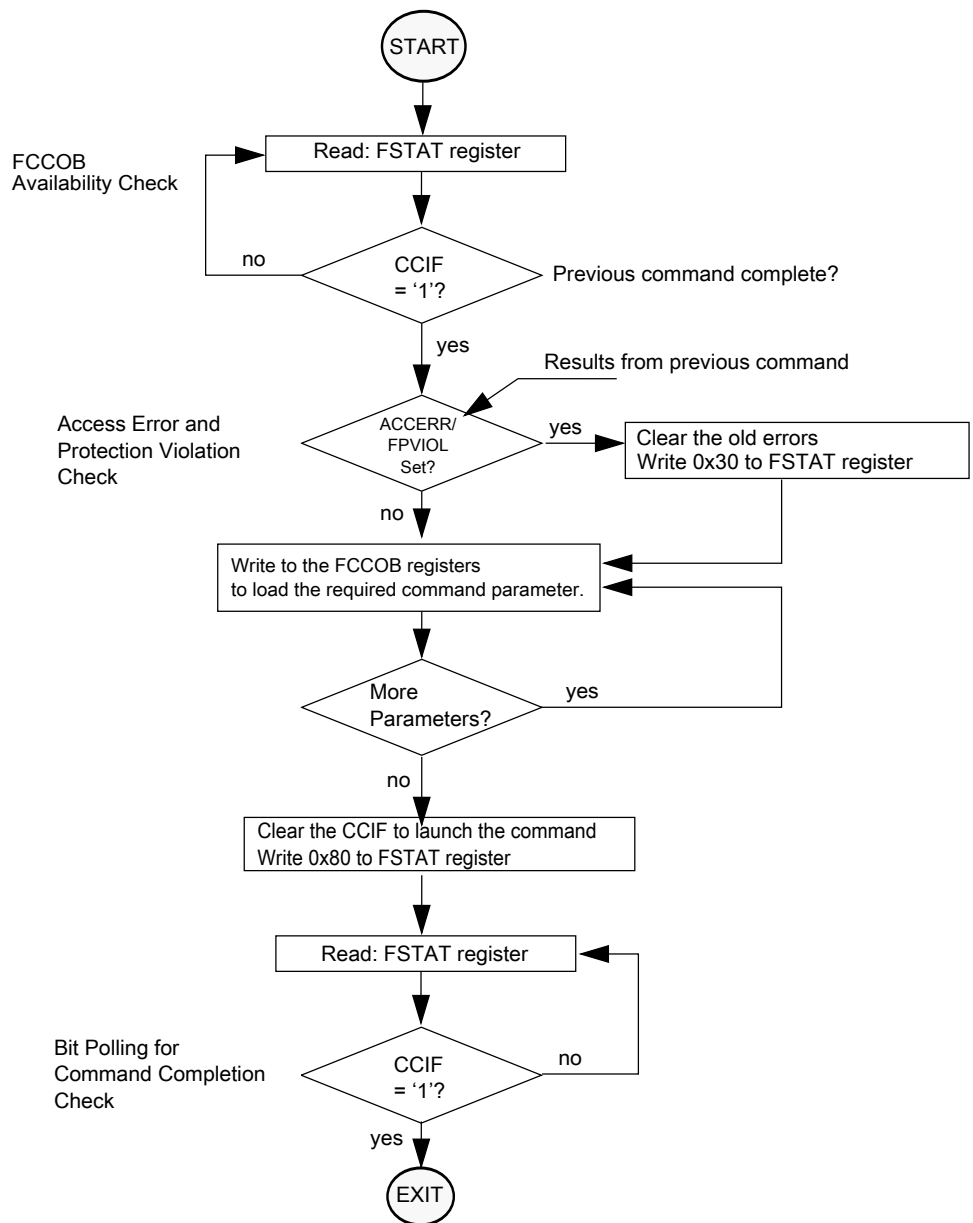 START
Read: FSTAT register
FCCOB
Availability Check
no
CCIF
= ‘1’?
Previous command complete?
yes
Results from previous command
Access Error and
Protection Violation
Check
ACCERR/
FPVIOL
Set?
yes
Clear the old errors
Write 0x30 to FSTAT register
no
Write to the FCCOB registers
to load the required command parameter.
More
Parameters?
yes
no
Clear the CCIF to launch the command
Write 0x80 to FSTAT register
Read: FSTAT register
Bit Polling for
Command Completion
Check
CCIF
= ‘1’?
no
yes
EXIT